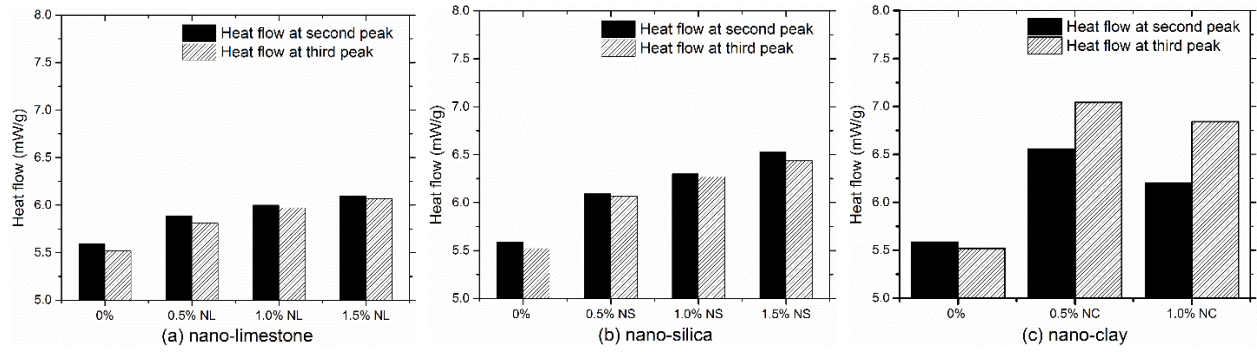 8.0
7.5
7.0
6.5
6.0
5.5
5.0
Heat flow (mW/g)
Heat flow at second peak
Heat flow at third peak
0%
0.5% NL
1.0% NL
1.5% NL
(a) nano-limestone
8.0
7.5
7.0
6.5
6.0
5.5
5.0
Heat flow (mW/g)
Heat flow at second peak
Heat flow at third peak
0%
0.5% NS
1.0% NS
1.5% NS
(b) nano-silica
8.0
7.5
7.0
6.5
6.0
5.5
5.0
Heat flow (mW/g)
Heat flow at second peak
Heat flow at third peak
0%
0.5% NC
1.0% NC
(c) nano-clay